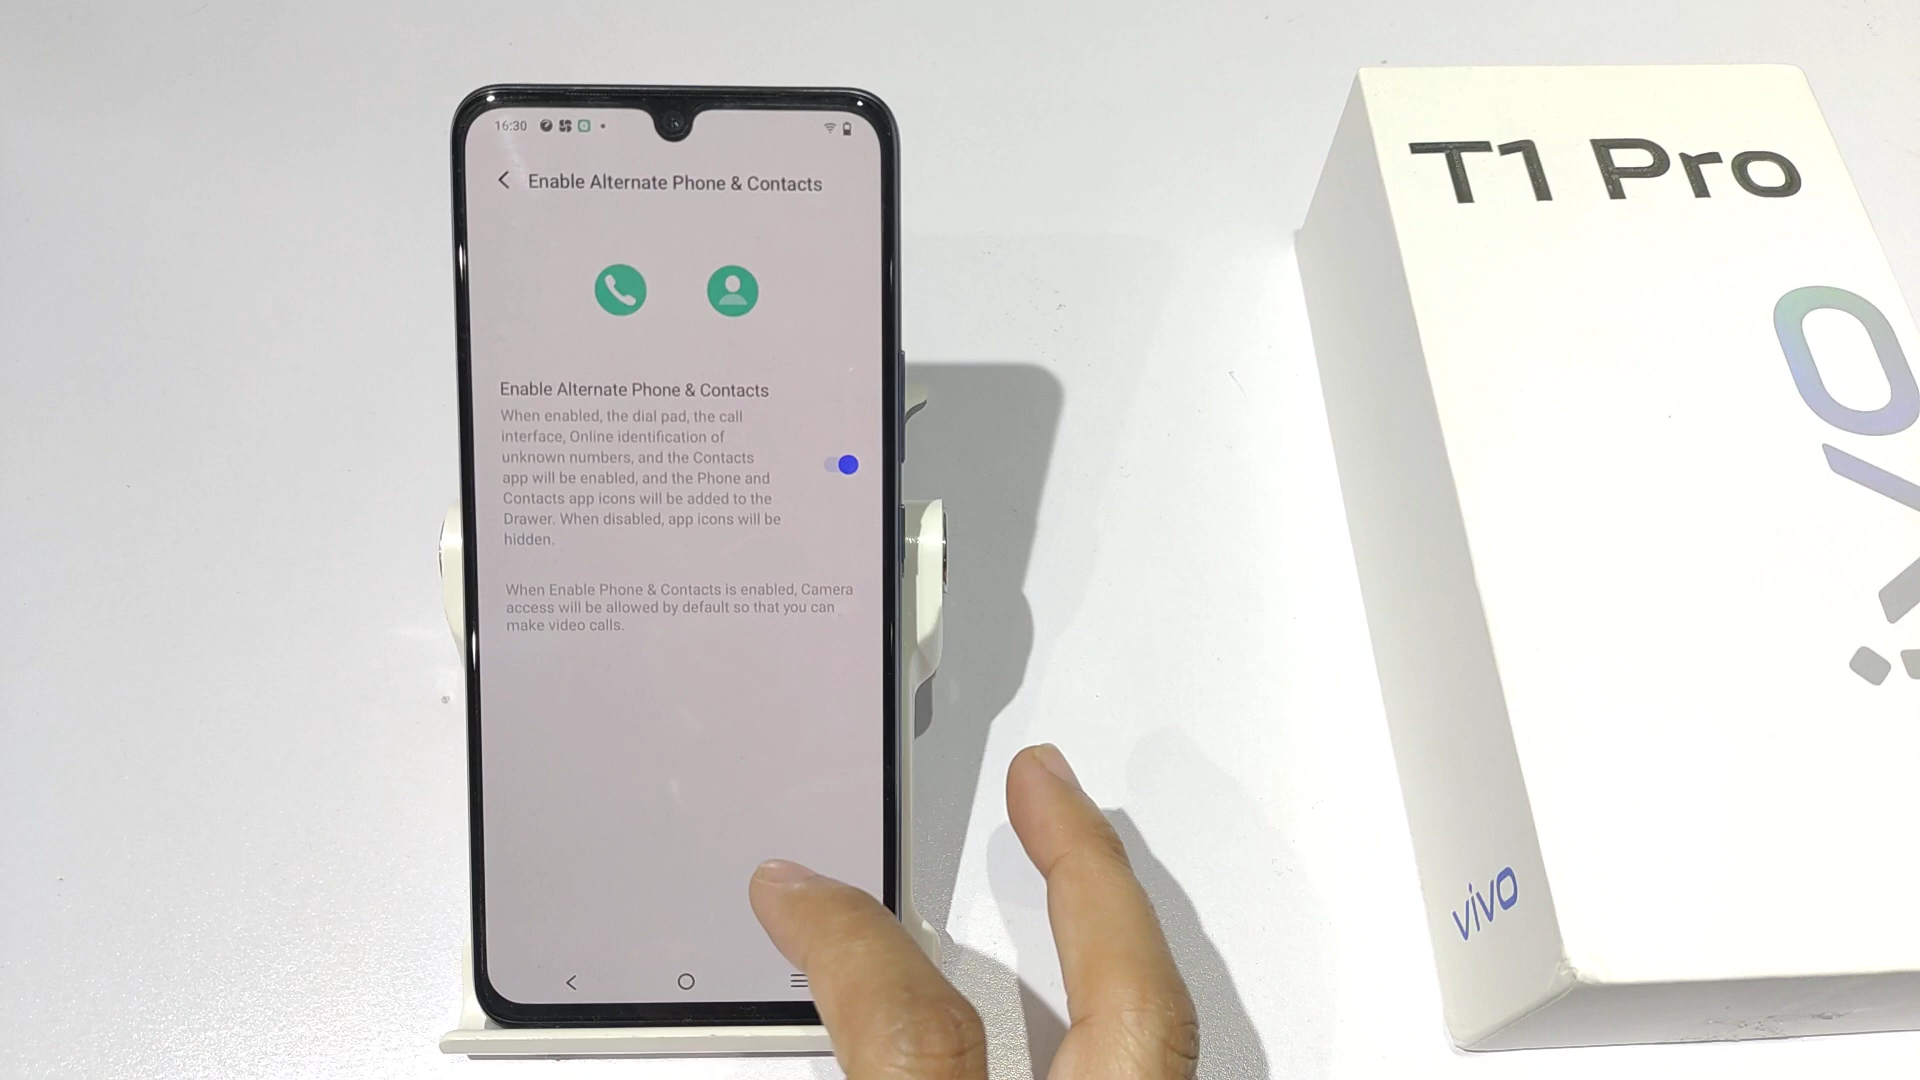 16:30
Enable Alternate Phone & Contacts
Enable Alternate Phone & Contacts
When enabled, the dial pad, the call
interface, Online identification of
unknown numbers, and the Contacts
app will be enabled, and the Phone and
Contacts app icons will be added to the
Drawer. When disabled, app icons will be
hidden.
When Enable Phone & Contacts is enabled, Camera
access will be allowed by default so that you can
make video calls.
T1 Pro
vivo
vivo